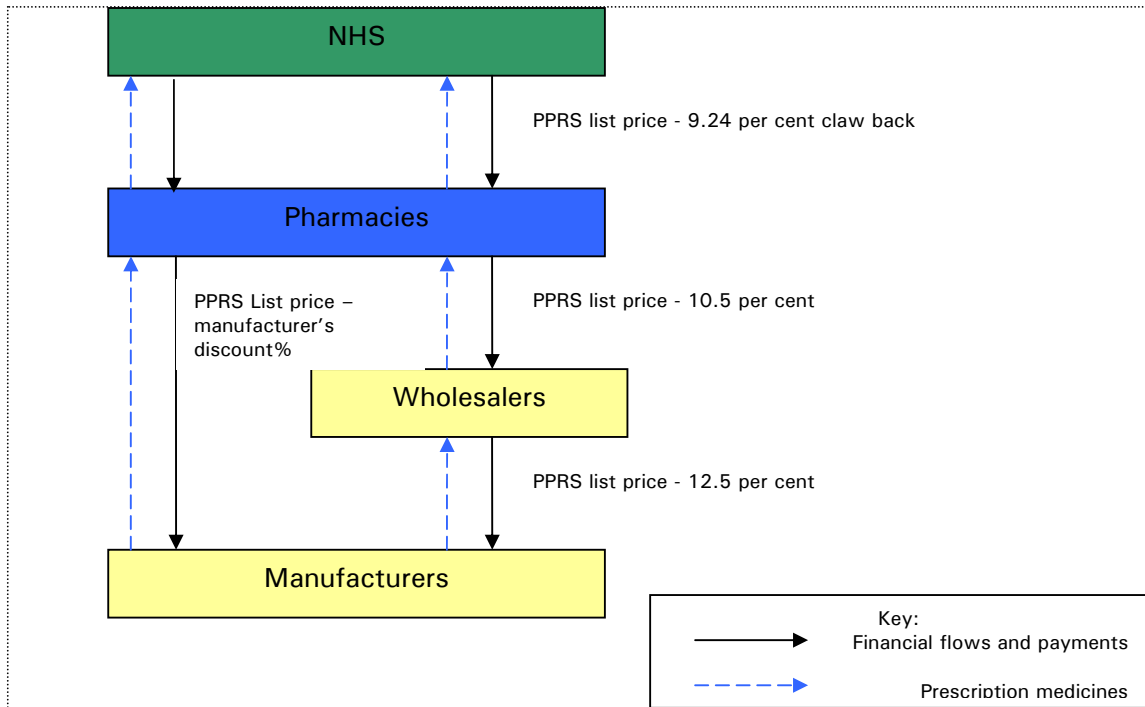 NHS
PPRS list price - 9.24 per cent claw back
Pharmacies
PPRS List price –
manufacturer's
discount%
PPRS list price - 10.5 per cent
Wholesalers
PPRS list price - 12.5 per cent
Manufacturers
Key:
Financial flows and payments
Prescription medicines